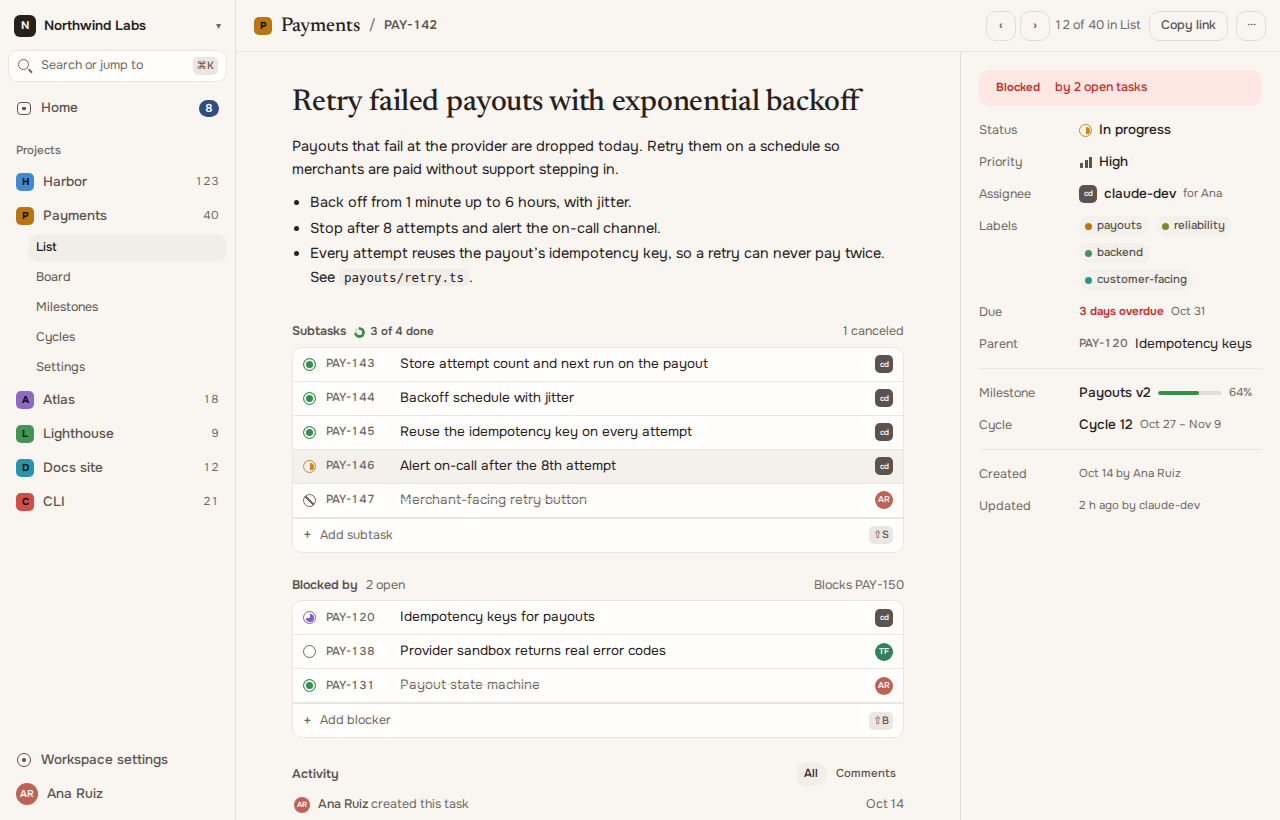 N Northwind Labs ▾
Search or jump to ⌘K
Home 8
Projects
H Harbor 123
P Payments 40
List
Board
Milestones
Cycles
Settings
A Atlas 18
L Lighthouse 9
D Docs site 12
C CLI 21
Workspace settings
AR Ana Ruiz
P Payments / PAY-142
‹ › 12 of 40 in List Copy link ···
Retry failed payouts with exponential backoff
Payouts that fail at the provider are dropped today. Retry them on a schedule so
merchants are paid without support stepping in.
• Back off from 1 minute up to 6 hours, with jitter.
• Stop after 8 attempts and alert the on-call channel.
• Every attempt reuses the payout’s idempotency key, so a retry can never pay twice.
See payouts/retry.ts.
Subtasks 3 of 4 done 1 canceled
PAY-143 Store attempt count and next run on the payout cd
PAY-144 Backoff schedule with jitter cd
PAY-145 Reuse the idempotency key on every attempt cd
PAY-146 Alert on-call after the 8th attempt cd
PAY-147 Merchant-facing retry button AR
+ Add subtask ⇧S
Blocked by 2 open Blocks PAY-150
PAY-120 Idempotency keys for payouts cd
PAY-138 Provider sandbox returns real error codes TF
PAY-131 Payout state machine AR
+ Add blocker ⇧B
Activity All Comments
AR Ana Ruiz created this task Oct 14
Blocked by 2 open tasks
Status In progress
Priority High
Assignee cd claude-dev for Ana
Labels payouts reliability
backend
customer-facing
Due 3 days overdue Oct 31
Parent PAY-120 Idempotency keys
Milestone Payouts v2 64%
Cycle Cycle 12 Oct 27 – Nov 9
Created Oct 14 by Ana Ruiz
Updated 2 h ago by claude-dev